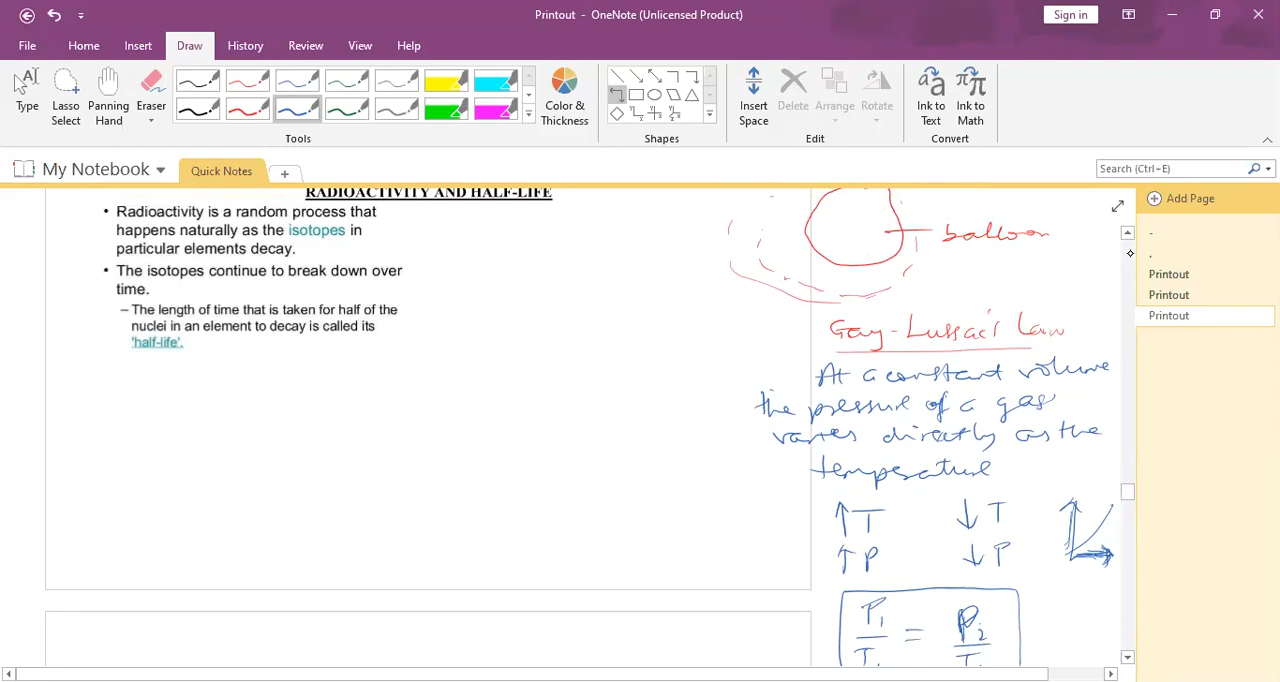 Printout - OneNote (Unlicensed Product)
Sign in
File Home Insert Draw History Review View Help
Type
Lasso Select
Panning Hand
Eraser
Color & Thickness
Insert Space
Delete
Arrange
Rotate
Ink to Text
Ink to Math
Tools
Shapes
Edit
Convert
My Notebook
Quick Notes
Search (Ctrl+E)
Add Page
-
.
Printout
Printout
Printout
RADIOACTIVITY AND HALF-LIFE
• Radioactivity is a random process that
happens naturally as the isotopes in
particular elements decay.
• The isotopes continue to break down over
time.
– The length of time that is taken for half of the
nuclei in an element to decay is called its
'half-life'.
balloon
Gay-Lussac's Law
At a constant volume
the pressure of a gas
varies directly as the
temperature
↑ T ↓ T
↑ P ↓ P
P1 = P2